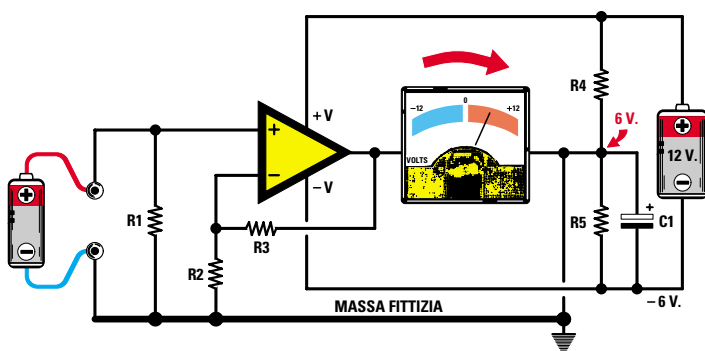 +V
-12
0
+12
VOLTS
R4
6 V.
12 V.
+
−
+
−
−V
R1
R3
R2
R5
+
C1
− 6 V.
+
−
MASSA FITTIZIA